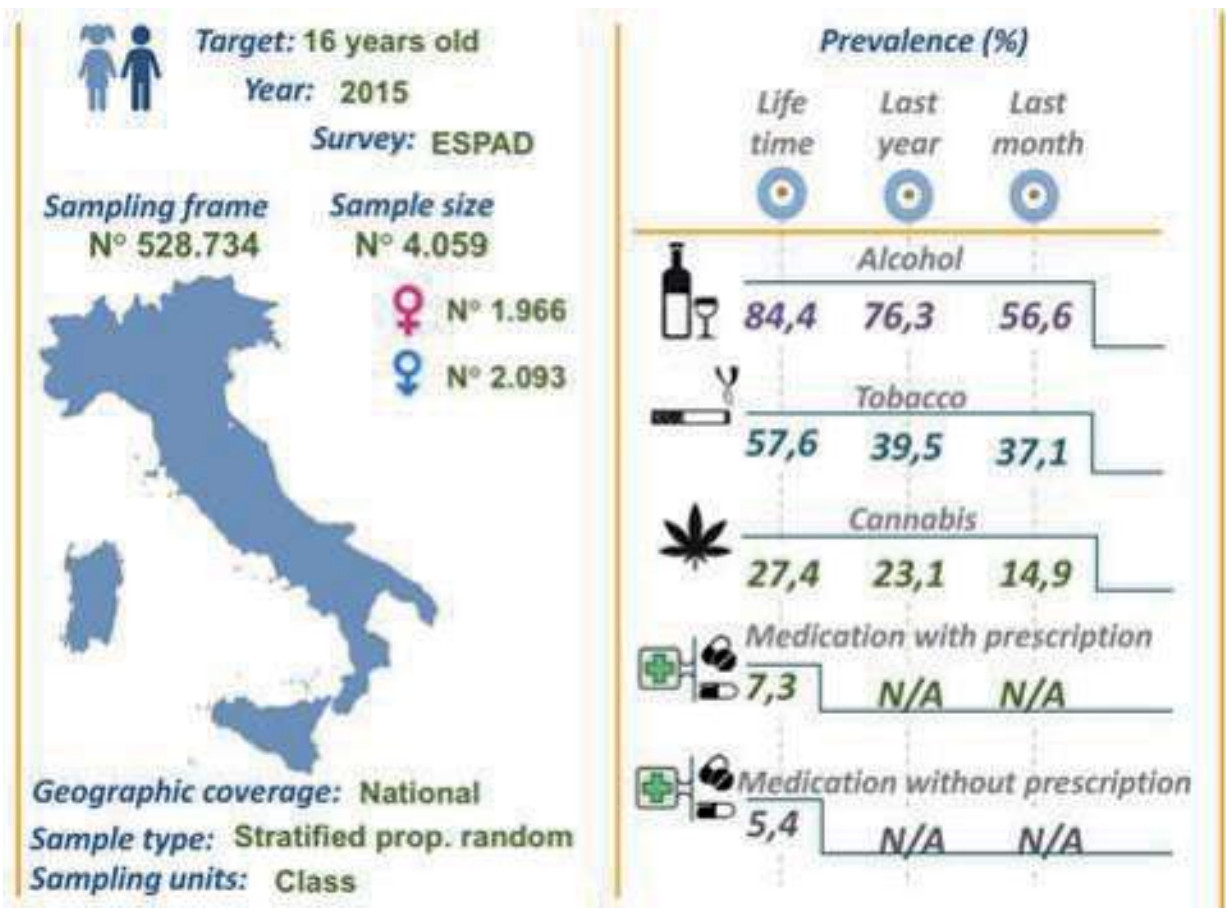 Target: 16 years old
Year: 2015
Survey: ESPAD
Sampling frame
N° 528.734
Sample size
N° 4.059
N° 1.966
N° 2.093
Geographic coverage: National
Sample type: Stratified prop. random
Sampling units: Class
Prevalence (%)
Life time
Last year
Last month
Alcohol
84,4 76,3 56,6
Tobacco
57,6 39,5 37,1
Cannabis
27,4 23,1 14,9
Medication with prescription
7,3 N/A N/A
Medication without prescription
5,4 N/A N/A